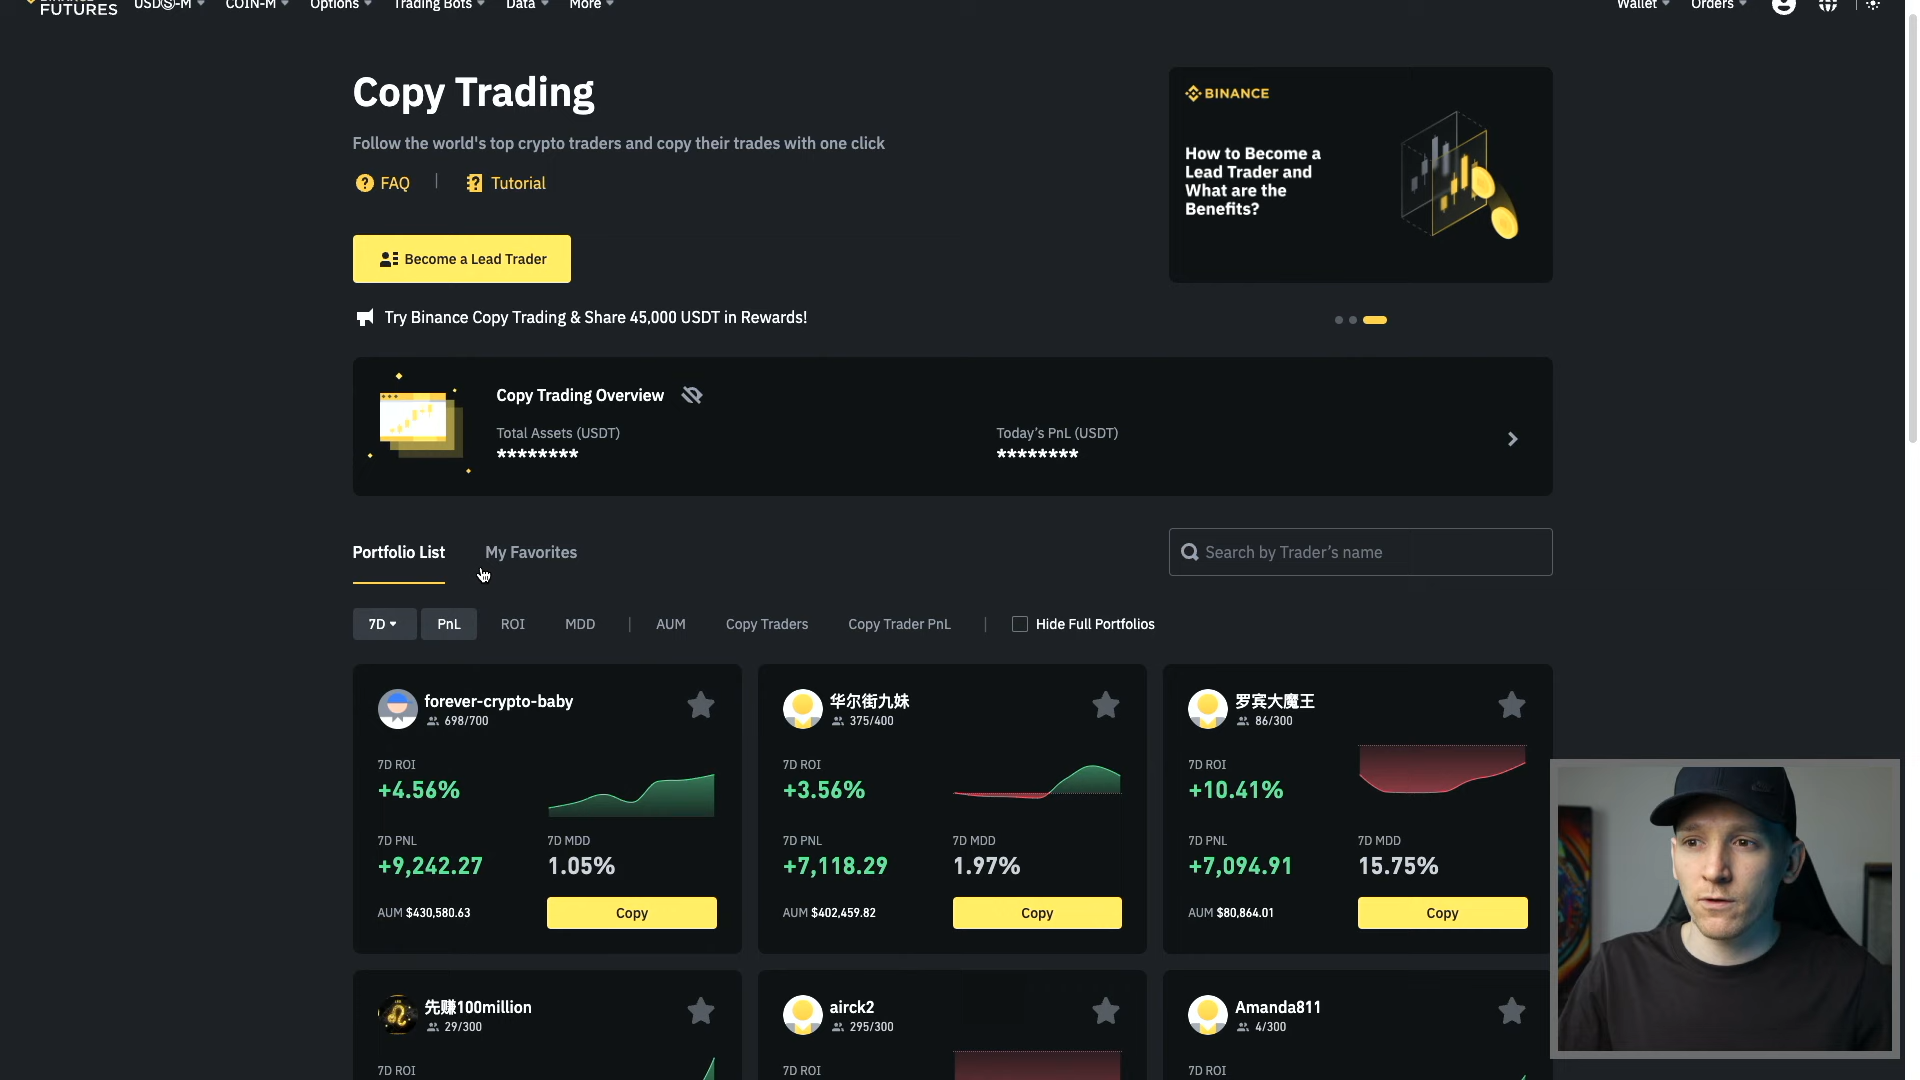 FUTURES USDⓈ-M COIN-M Options Trading Bots Data More Wallet Orders
Copy Trading
Follow the world's top crypto traders and copy their trades with one click
FAQ | Tutorial
Become a Lead Trader
Try Binance Copy Trading & Share 45,000 USDT in Rewards!
BINANCE
How to Become a
Lead Trader and
What are the
Benefits?
Copy Trading Overview
Total Assets (USDT) Today's PnL (USDT)
******** ********
Portfolio List My Favorites Search by Trader's name
7D PnL ROI MDD | AUM Copy Traders Copy Trader PnL | Hide Full Portfolios
forever-crypto-baby
698/700
7D ROI
+4.56%
7D PNL 7D MDD
+9,242.27 1.05%
AUM $430,580.63 Copy
华尔街九妹
375/400
7D ROI
+3.56%
7D PNL 7D MDD
+7,118.29 1.97%
AUM $402,459.82 Copy
罗宾大魔王
86/300
7D ROI
+10.41%
7D PNL 7D MDD
+7,094.91 15.75%
AUM $80,864.01 Copy
先赚100million
29/300
7D ROI
airck2
295/300
7D ROI
Amanda811
4/300
7D ROI